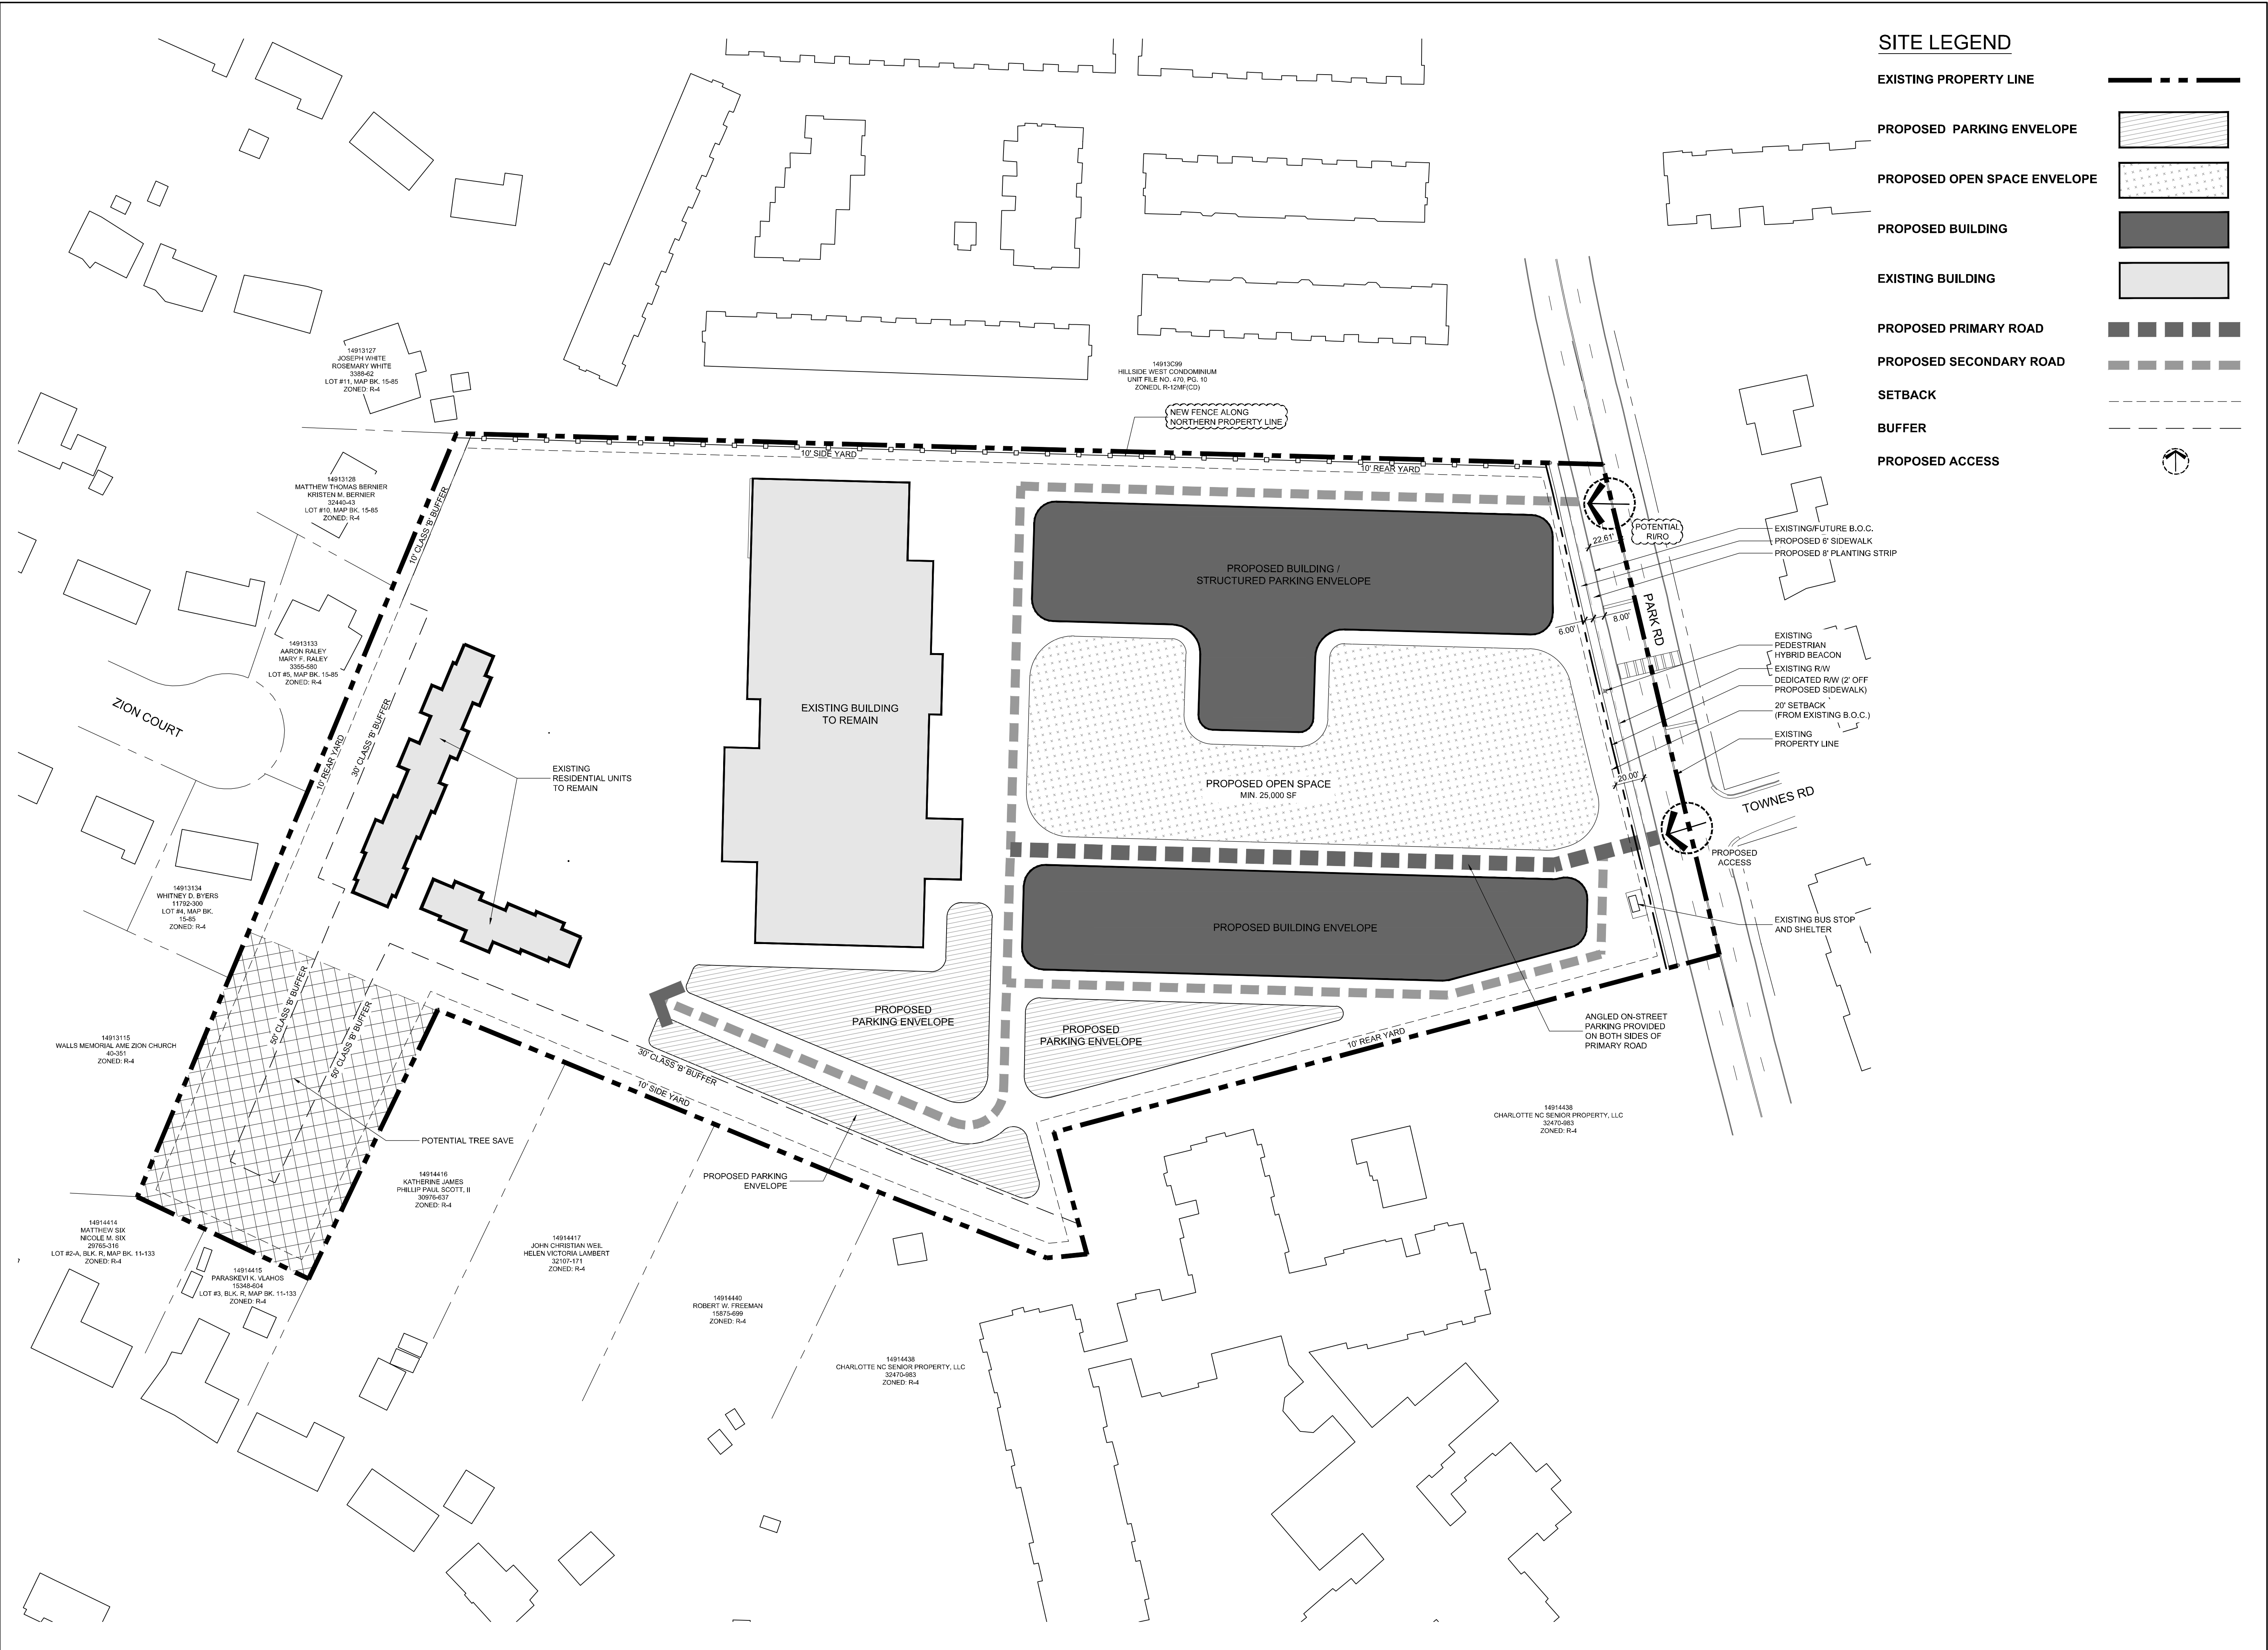 SITE LEGEND
EXISTING PROPERTY LINE
PROPOSED PARKING ENVELOPE
PROPOSED OPEN SPACE ENVELOPE
PROPOSED BUILDING
EXISTING BUILDING
PROPOSED PRIMARY ROAD
PROPOSED SECONDARY ROAD
SETBACK
BUFFER
PROPOSED ACCESS
14913127
JOSEPH WHITE
ROSEMARY WHITE
3388-62
LOT #11, MAP BK. 15-85
ZONED: R-4
14913C99
HILLSIDE WEST CONDOMINIUM
UNIT FILE NO. 470, PG. 10
ZONEDL R-12MF(CD)
NEW FENCE ALONG
NORTHERN PROPERTY LINE
10' SIDE YARD
10' REAR YARD
14913128
MATTHEW THOMAS BERNIER
KRISTEN M. BERNIER
32440-43
LOT #10, MAP BK. 15-85
ZONED: R-4
10' CLASS 'B' BUFFER
POTENTIAL
RI/RO
22.61'
EXISTING/FUTURE B.O.C.
PROPOSED 6' SIDEWALK
PROPOSED 8' PLANTING STRIP
PROPOSED BUILDING /
STRUCTURED PARKING ENVELOPE
PARK RD
6.00'
8.00'
14913133
AARON RALEY
MARY F. RALEY
3355-580
LOT #5, MAP BK. 15-85
ZONED: R-4
EXISTING
PEDESTRIAN
HYBRID BEACON
EXISTING R/W
DEDICATED R/W (2' OFF
PROPOSED SIDEWALK)
20' SETBACK
(FROM EXISTING B.O.C.)
EXISTING
PROPERTY LINE
ZION COURT
10' REAR YARD
30' CLASS 'B' BUFFER
EXISTING BUILDING
TO REMAIN
EXISTING
RESIDENTIAL UNITS
TO REMAIN
PROPOSED OPEN SPACE
MIN. 25,000 SF
20.00'
TOWNES RD
PROPOSED
ACCESS
14913134
WHITNEY D. BYERS
11792-300
LOT #4, MAP BK.
15-85
ZONED: R-4
PROPOSED BUILDING ENVELOPE
EXISTING BUS STOP
AND SHELTER
50' CLASS 'B' BUFFER
50' CLASS 'B' BUFFER
PROPOSED
PARKING ENVELOPE
PROPOSED
PARKING ENVELOPE
ANGLED ON-STREET
PARKING PROVIDED
ON BOTH SIDES OF
PRIMARY ROAD
10' REAR YARD
14913115
WALLS MEMORIAL AME ZION CHURCH
40-351
ZONED: R-4
30' CLASS 'B' BUFFER
10' SIDE YARD
14914438
CHARLOTTE NC SENIOR PROPERTY, LLC
32470-983
ZONED: R-4
POTENTIAL TREE SAVE
PROPOSED PARKING
ENVELOPE
14914416
KATHERINE JAMES
PHILLIP PAUL SCOTT, II
30976-637
ZONED: R-4
14914414
MATTHEW SIX
NICOLE M. SIX
29765-316
LOT #2-A, BLK. R, MAP BK. 11-133
ZONED: R-4
14914415
PARASKEVI K. VLAHOS
15348-604
LOT #3, BLK. R, MAP BK. 11-133
ZONED: R-4
14914417
JOHN CHRISTIAN WEIL
HELEN VICTORIA LAMBERT
32107-171
ZONED: R-4
14914440
ROBERT W. FREEMAN
15875-699
ZONED: R-4
14914438
CHARLOTTE NC SENIOR PROPERTY, LLC
32470-983
ZONED: R-4